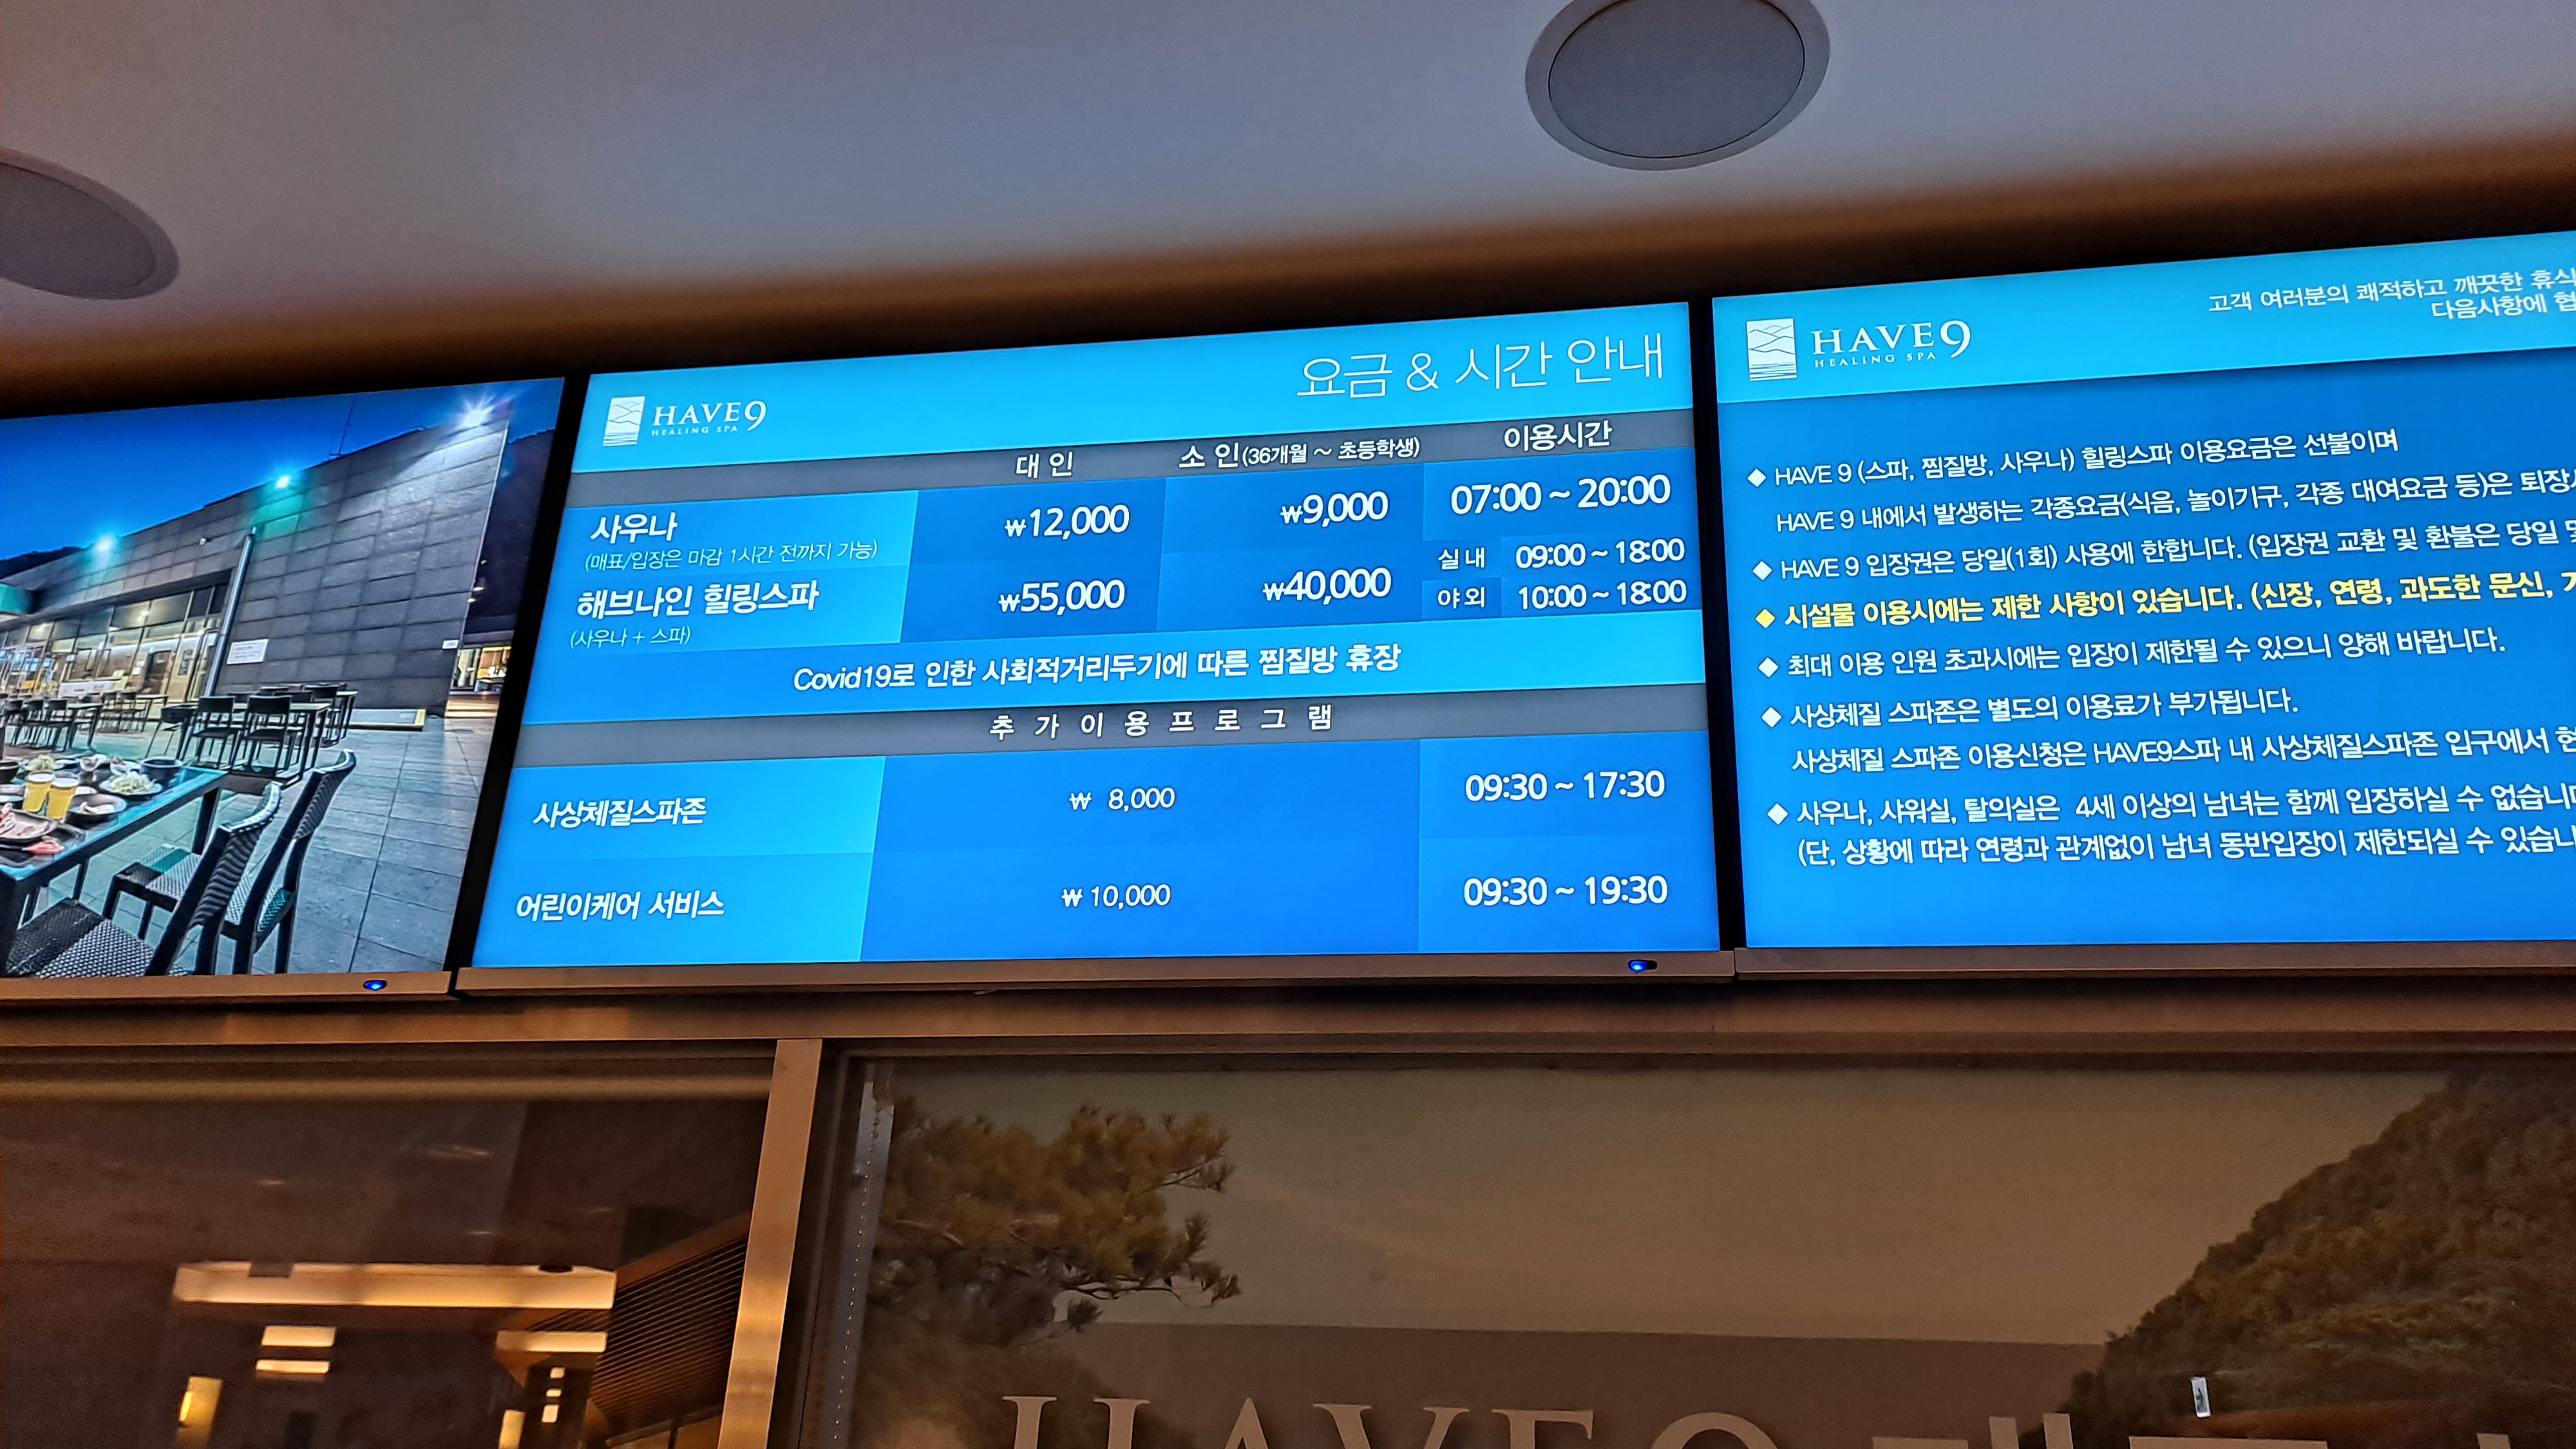 HAVE 9
HEALING SPA
요금 & 시간 안내
대 인 소 인(36개월 ~ 초등학생) 이용시간
사우나 ₩12,000 ₩9,000 07:00 ~ 20:00
(매표/입장은 마감 1시간 전까지 가능)
실 내 09:00 ~ 18:00
해브나인 힐링스파 ₩55,000 ₩40,000
야 외 10:00 ~ 18:00
(사우나 + 스파)
Covid19로 인한 사회적거리두기에 따른 찜질방 휴장
추 가 이 용 프 로 그 램
사상체질스파존 ₩ 8,000 09:30 ~ 17:30
어린이케어 서비스 ₩ 10,000 09:30 ~ 19:30
HAVE 9
HEALING SPA
고객 여러분의 쾌적하고 깨끗한 휴식
다음사항에
◆ HAVE 9 (스파, 찜질방, 사우나) 힐링스파 이용요금은 선불이며
HAVE 9 내에서 발생하는 각종요금(식음, 놀이기구, 각종 대여요금 등)은 퇴장
◆ HAVE 9 입장권은 당일(1회) 사용에 한합니다. (입장권 교환 및 환불은 당일
◆ 시설물 이용시에는 제한 사항이 있습니다. (신장, 연령, 과도한 문신,
◆ 최대 이용 인원 초과시에는 입장이 제한될 수 있으니 양해 바랍니다.
◆ 사상체질 스파존은 별도의 이용료가 부가됩니다.
사상체질 스파존 이용신청은 HAVE9스파 내 사상체질스파존 입구에서
◆ 사우나, 샤워실, 탈의실은 4세 이상의 남녀는 함께 입장하실 수 없습니
(단, 상황에 따라 연령과 관계없이 남녀 동반입장이 제한되실 수 있습니
HAVE 9